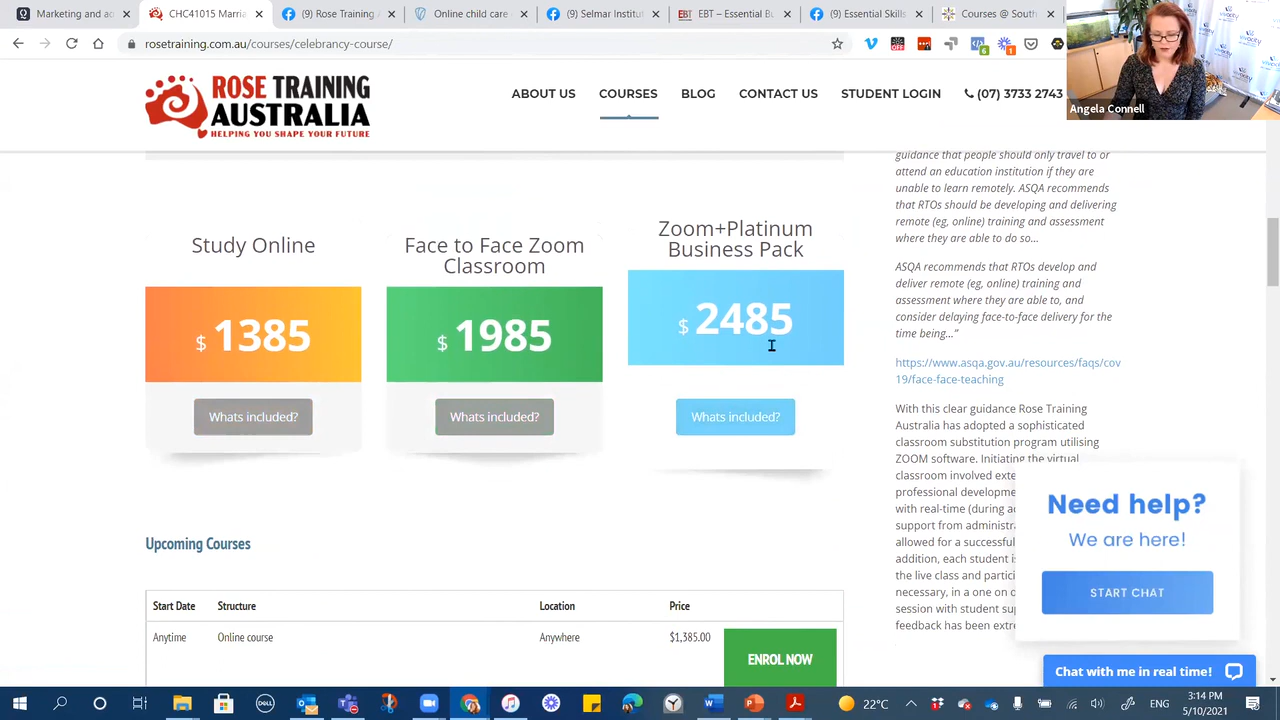 CHC41015 Marriag
(9) Rose Training
Online child care
(9) Selmar Institut
EBT - Essential Bu
(9) Essential Skills
Courses @ South
rosetraining.com.au/courses/celebrancy-course/
OFF
6
1
vivacity
Angela Connell
ROSE TRAINING
AUSTRALIA
HELPING YOU SHAPE YOUR FUTURE
ABOUT US
COURSES
BLOG
CONTACT US
STUDENT LOGIN
(07) 3733 2743
Study Online
$ 1385
Whats included?
Face to Face Zoom
Classroom
$ 1985
Whats included?
Zoom+Platinum
Business Pack
$ 2485
Whats included?
guidance that people should only travel to or
attend an education institution if they are
unable to learn remotely. ASQA recommends
that RTOs should be developing and delivering
remote (eg, online) training and assessment
where they are able to do so...
ASQA recommends that RTOs develop and
deliver remote (eg, online) training and
assessment where they are able to, and
consider delaying face-to-face delivery for the
time being..."
https://www.asqa.gov.au/resources/faqs/cov
19/face-face-teaching
With this clear guidance Rose Training
Australia has adopted a sophisticated
classroom substitution program utilising
ZOOM software. Initiating the virtual
classroom involved exte
professional developme
with real-time (during a
support from administra
allowed for a successful
addition, each student is
the live class and partici
necessary, in a one on o
session with student sup
feedback has been extre
Upcoming Courses
Start Date Structure Location Price
Anytime Online course Anywhere $1,385.00
ENROL NOW
Need help?
We are here!
START CHAT
Chat with me in real time!
22°C
ENG
3:14 PM
5/10/2021